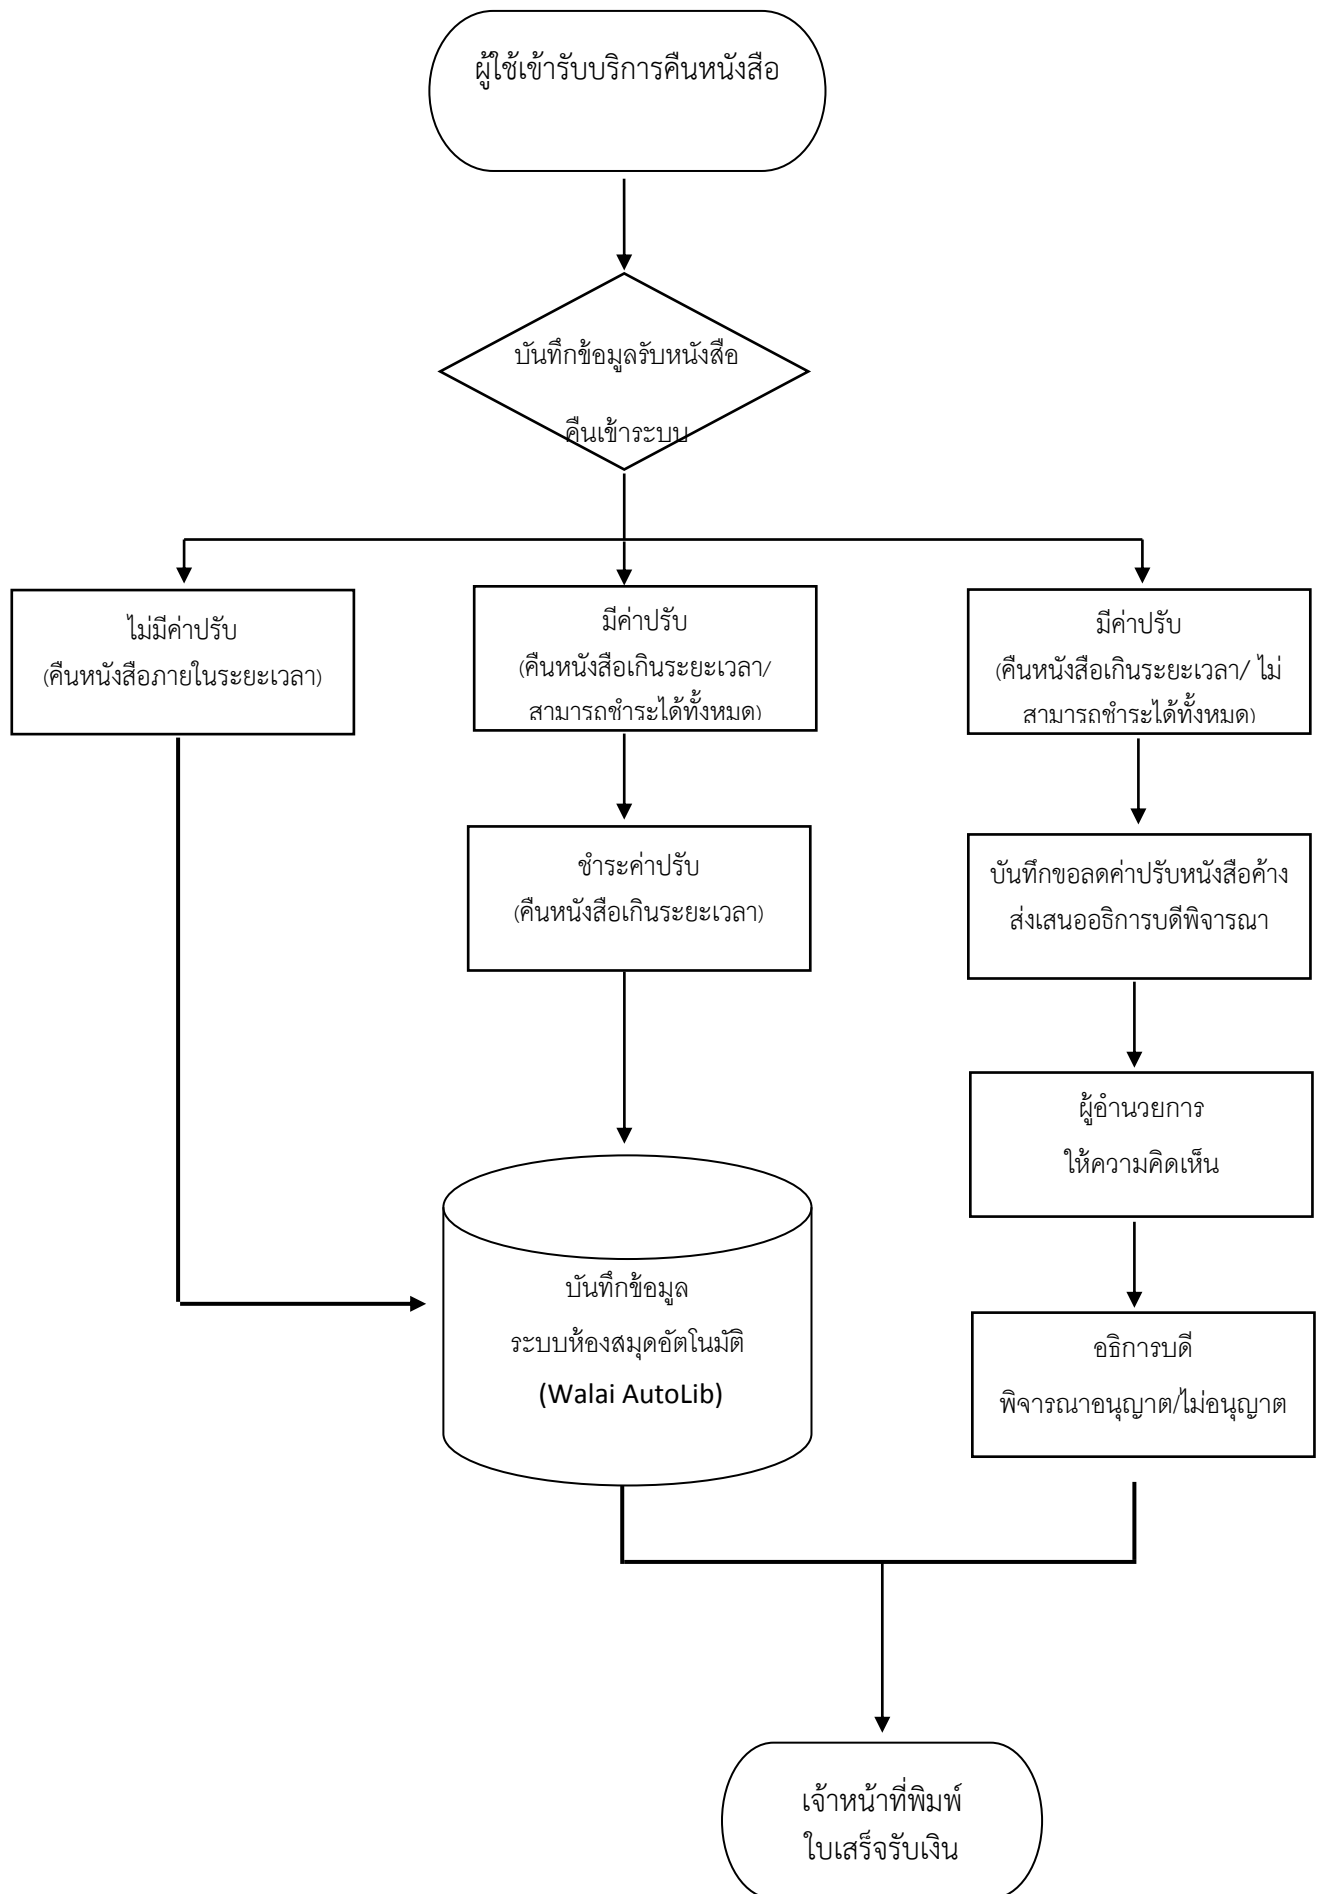 ผู้ใช้เข้ารับบริการคืนหนังสือ
บันทึกข้อมูลรับหนังสือ
คืนเข้าระบบ
ไม่มีค่าปรับ
(คืนหนังสือภายในระยะเวลา)
มีค่าปรับ
(คืนหนังสือเกินระยะเวลา/
สามารถชำระได้ทั้งหมด)
มีค่าปรับ
(คืนหนังสือเกินระยะเวลา/ ไม่
สามารถชำระได้ทั้งหมด)
ชำระค่าปรับ
(คืนหนังสือเกินระยะเวลา)
บันทึกขอลดค่าปรับหนังสือค้าง
ส่งเสนออธิการบดีพิจารณา
ผู้อำนวยการ
ให้ความคิดเห็น
บันทึกข้อมูล
ระบบห้องสมุดอัตโนมัติ
(Walai AutoLib)
อธิการบดี
พิจารณาอนุญาต/ไม่อนุญาต
เจ้าหน้าที่พิมพ์
ใบเสร็จรับเงิน